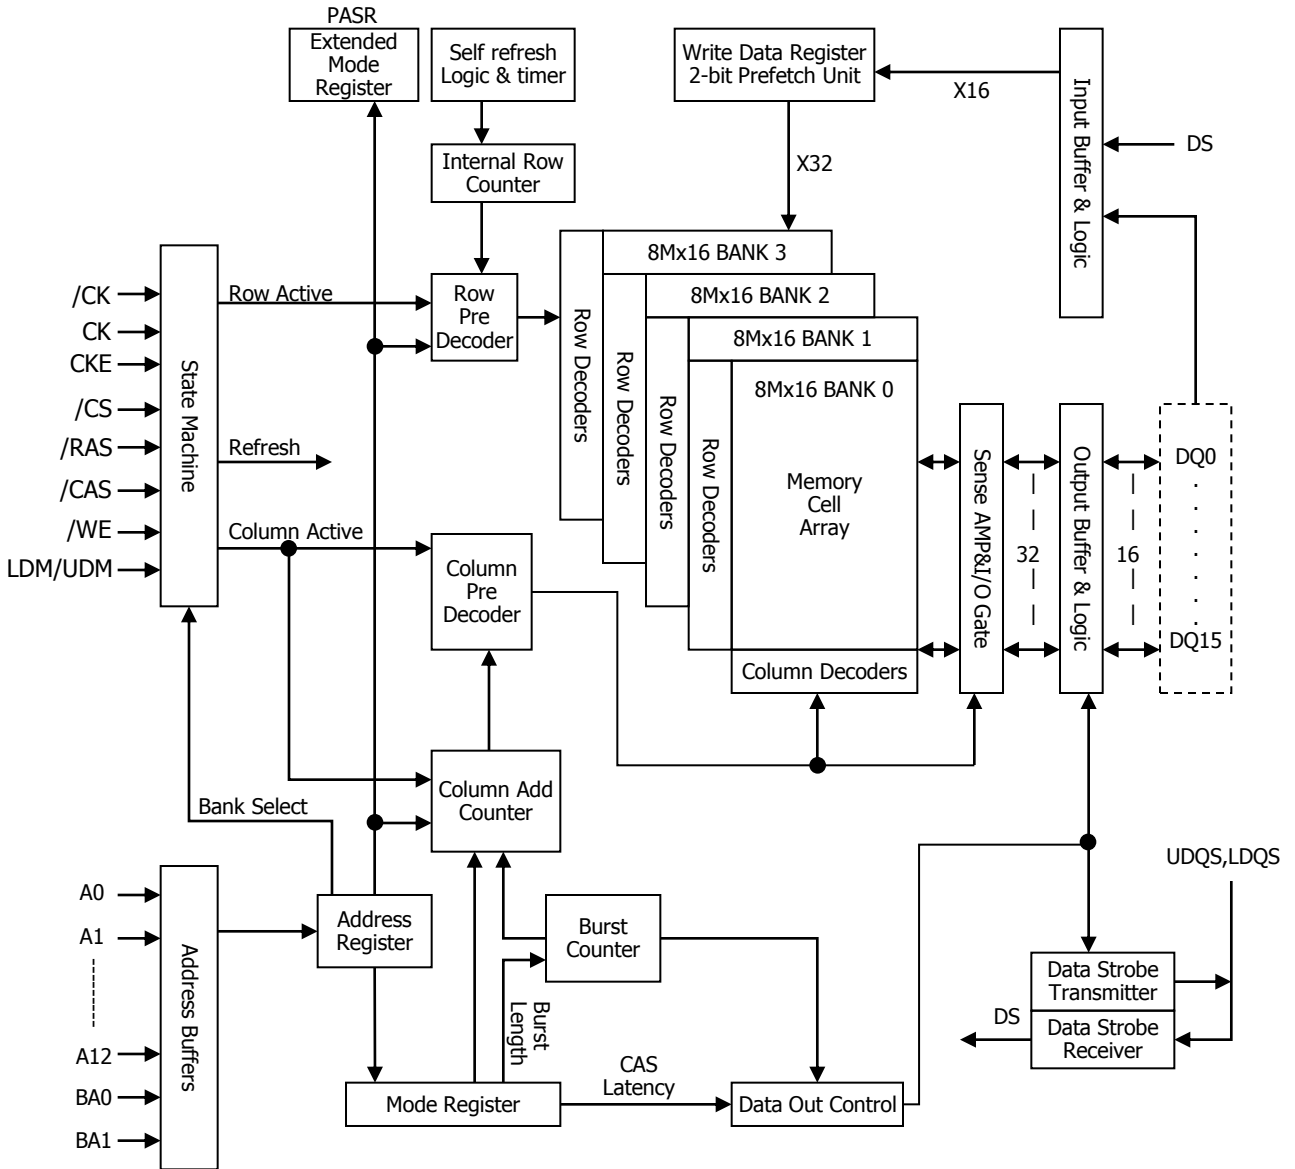 PASR
Extended
Mode
Register
Self refresh
Logic & timer
Write Data Register
2-bit Prefetch Unit
X16
Input Buffer & Logic
DS
Internal Row
Counter
X32
8Mx16 BANK 3
8Mx16 BANK 2
8Mx16 BANK 1
8Mx16 BANK 0
Row Decoders
Row Decoders
Row Decoders
Row Decoders
Memory
Cell
Array
Column Decoders
/CK
CK
CKE
/CS
/RAS
/CAS
/WE
LDM/UDM
State Machine
Row Active
Refresh
Column Active
Row
Pre
Decoder
Column
Pre
Decoder
Sense AMP&I/O Gate
32
Output Buffer & Logic
16
DQ0
.
.
.
.
.
.
DQ15
Column Add
Counter
Bank Select
A0
A1
A12
BA0
BA1
Address Buffers
Address
Register
Burst
Counter
Burst
Length
Mode Register
CAS
Latency
Data Out Control
UDQS,LDQS
Data Strobe
Transmitter
DS
Data Strobe
Receiver